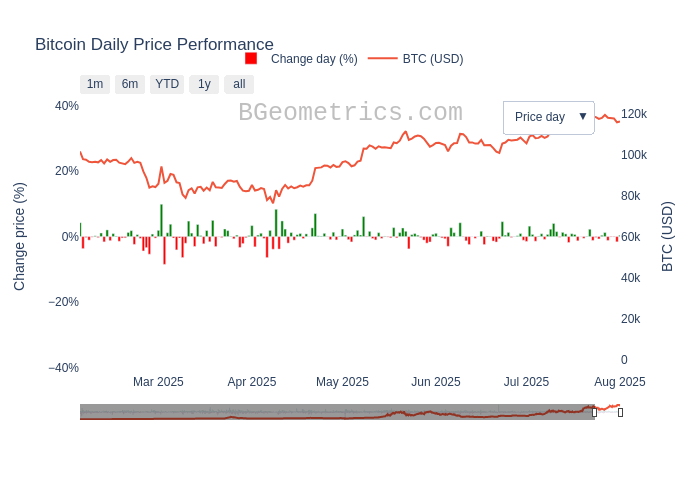 Bitcoin Daily Price Performance
Change day (%) BTC (USD)
1m 6m YTD 1y all
BGeometrics.com
Price day ▼
40%
20%
0%
−20%
−40%
Change price (%)
120k
100k
80k
60k
40k
20k
0
BTC (USD)
Mar 2025 Apr 2025 May 2025 Jun 2025 Jul 2025 Aug 2025